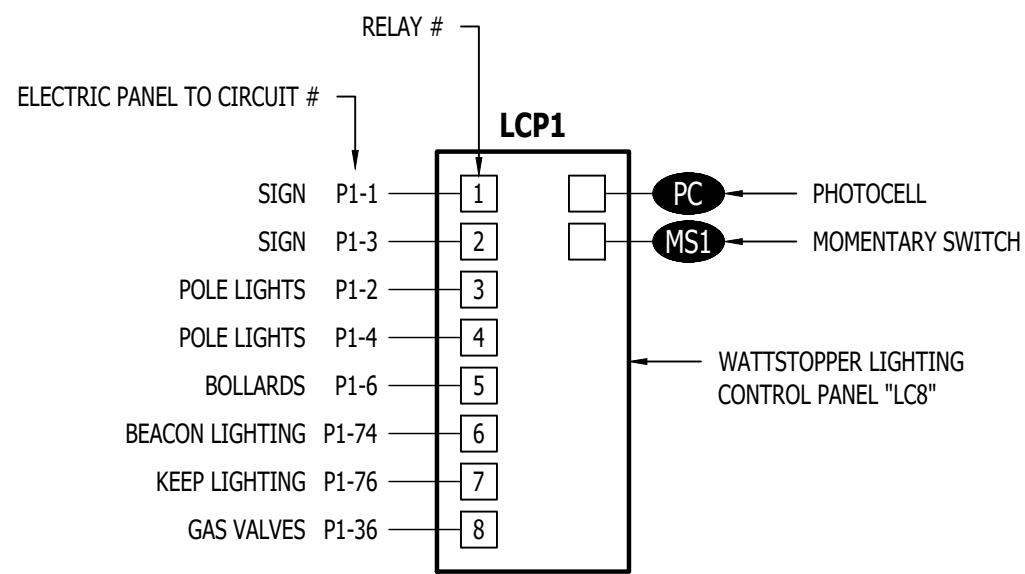 RELAY #
ELECTRIC PANEL TO CIRCUIT #
LCP1
SIGN P1-1 1 PC PHOTOCELL
SIGN P1-3 2 MS1 MOMENTARY SWITCH
POLE LIGHTS P1-2 3
POLE LIGHTS P1-4 4
WATTSTOPPER LIGHTING
CONTROL PANEL "LC8"
BOLLARDS P1-6 5
BEACON LIGHTING P1-74 6
KEEP LIGHTING P1-76 7
GAS VALVES P1-36 8